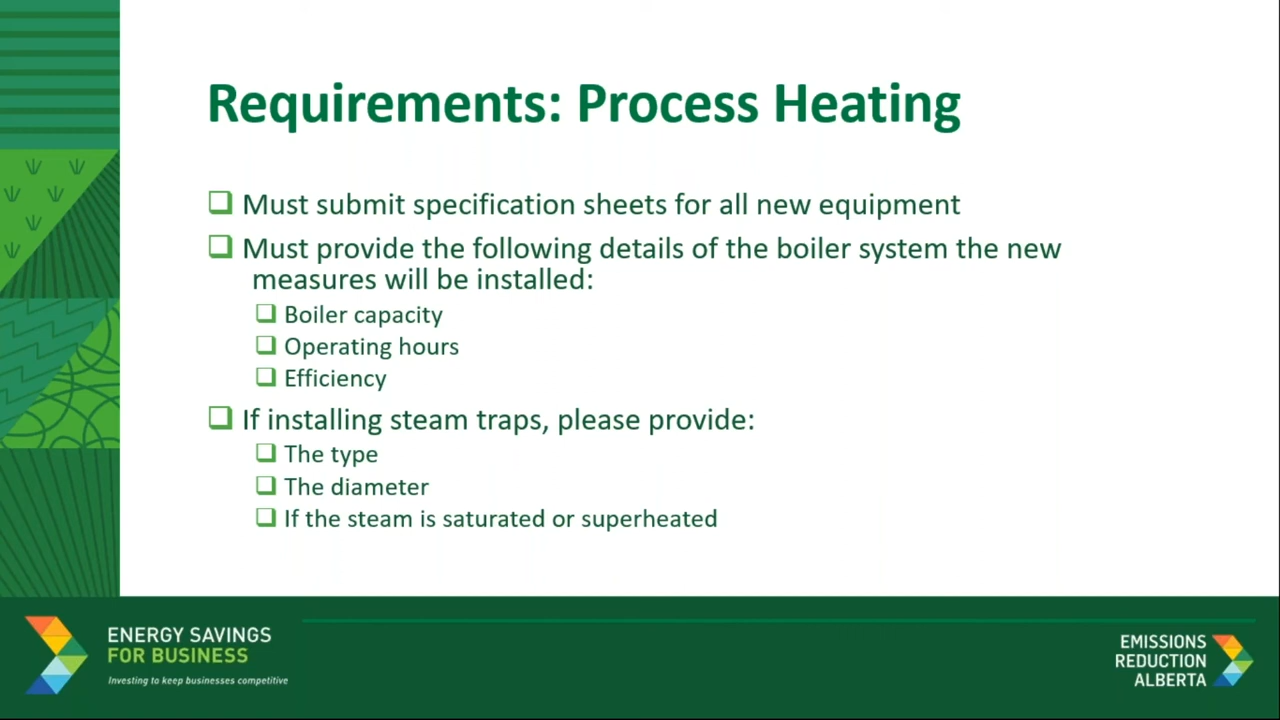 Requirements: Process Heating
❑ Must submit specification sheets for all new equipment
❑ Must provide the following details of the boiler system the new
measures will be installed:
❑ Boiler capacity
❑ Operating hours
❑ Efficiency
❑ If installing steam traps, please provide:
❑ The type
❑ The diameter
❑ If the steam is saturated or superheated
ENERGY SAVINGS
FOR BUSINESS
Investing to keep businesses competitive
EMISSIONS
REDUCTION
ALBERTA